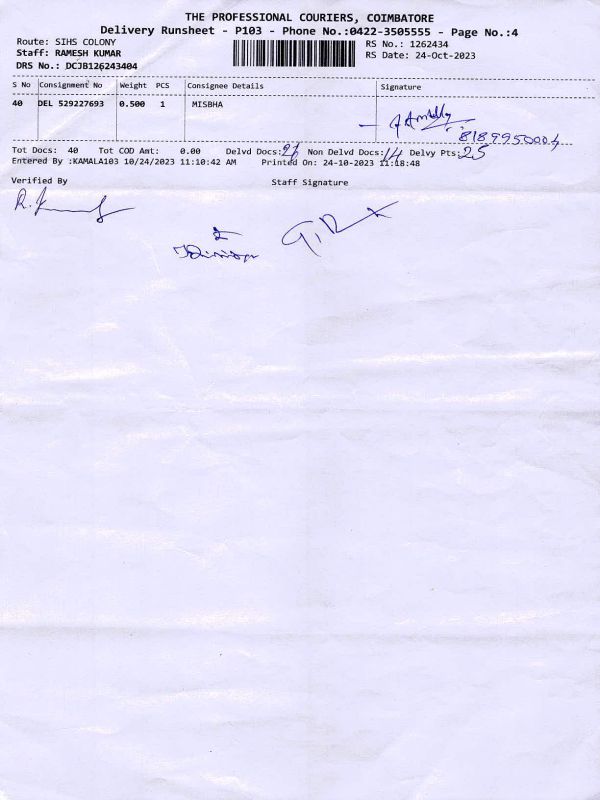 THE PROFESSIONAL COURIERS, COIMBATORE
Delivery Runsheet - P103 - Phone No.:0422-3505555 - Page No.:4
Route: SIHS COLONY
Staff: RAMESH KUMAR
DRS No.: DCJB126243404
RS No.: 1262434
RS Date: 24-Oct-2023
S No Consignment No Weight PCS Consignee Details Signature
40 DEL 529227693 0.500 1 MISBHA
8189950004
Tot Docs: 40 Tot COD Amt: 0.00 Delvd Docs: 26 Non Delvd Docs: 14 Delvy Pts: 25
Entered By :KAMALA103 10/24/2023 11:10:42 AM Printed On: 24-10-2023 11:18:48
Verified By Staff Signature